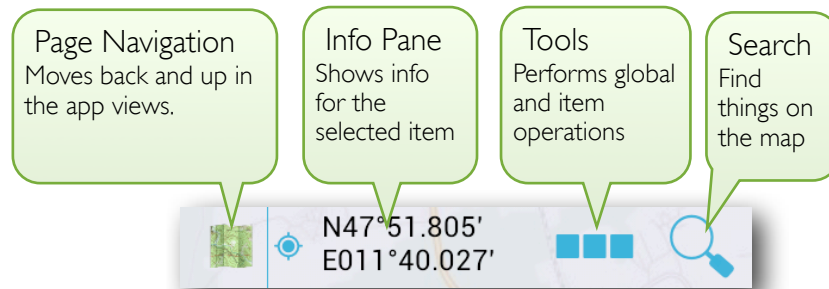 Page Navigation
Moves back and up in
the app views.
Info Pane
Shows info
for the
selected item
Tools
Performs global
and item
operations
Search
Find
things on
the map
N47°51.805'
E011°40.027'